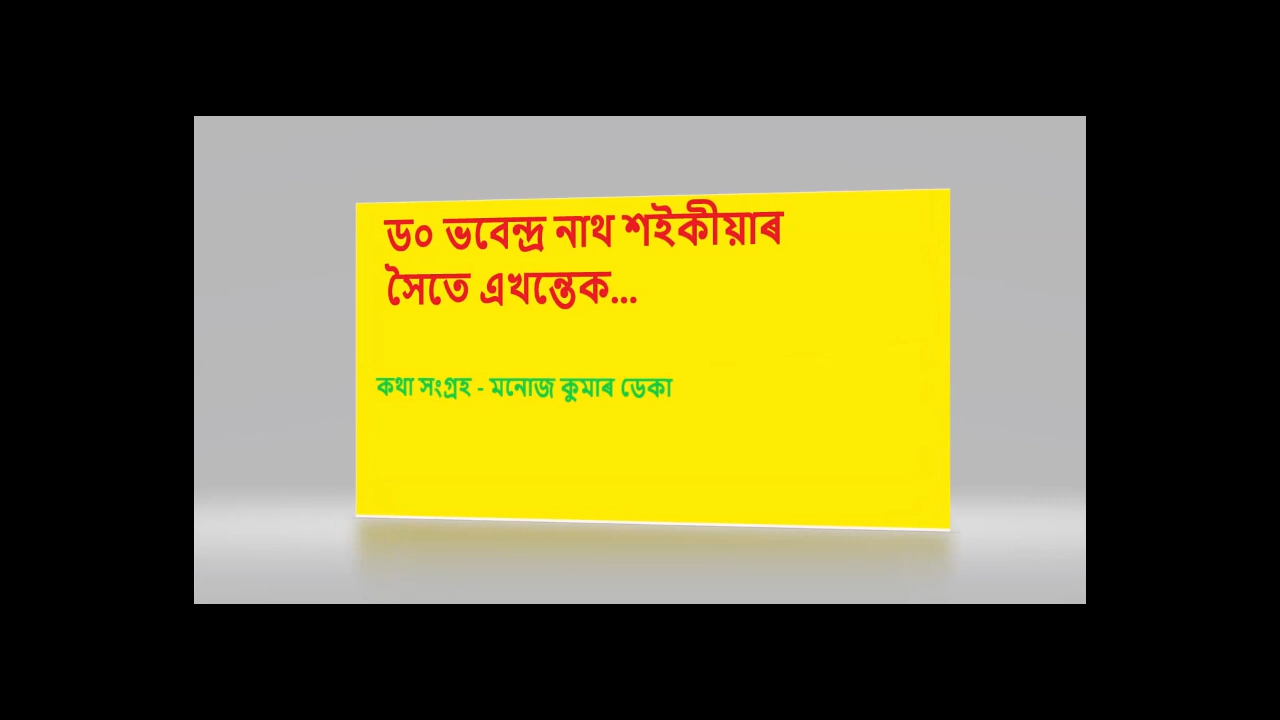 ড০ ভবেন্দ্ৰ নাথ শইকীয়াৰ
সৈতে এখন্তেক...
কথা সংগ্ৰহ - মনোজ কুমাৰ ডেকা